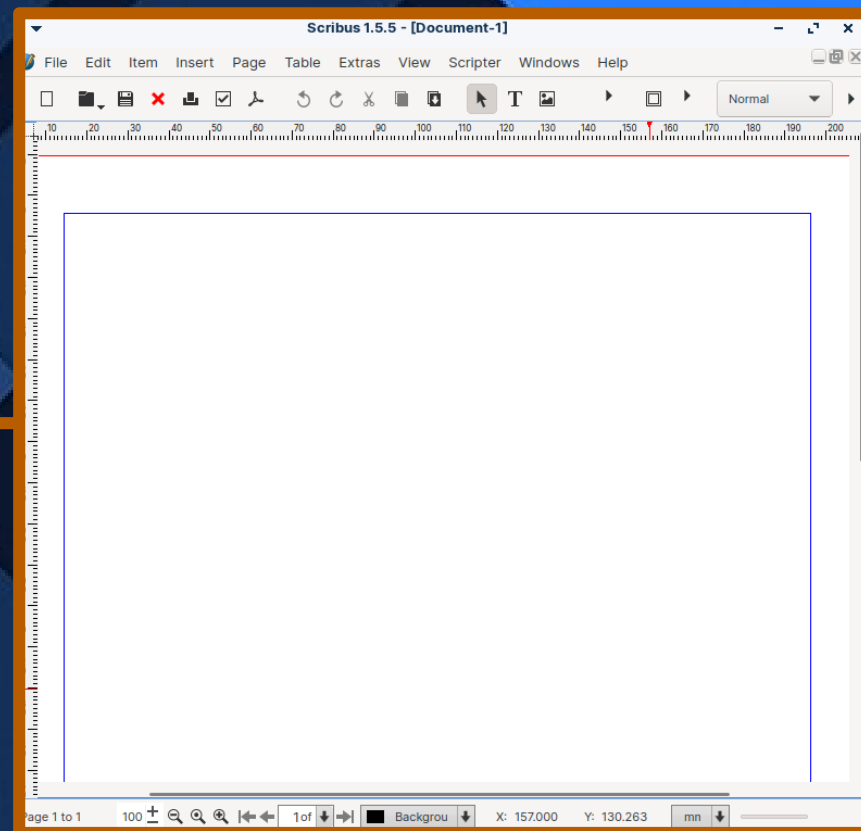 Scribus 1.5.5 - [Document-1]
File Edit Item Insert Page Table Extras View Scripter Windows Help
Normal
10 20 30 40 50 60 70 80 90 100 110 120 130 140 150 160 170 180 190 200
age 1 to 1 100 1 of Backgrou X: 157.000 Y: 130.263 mn